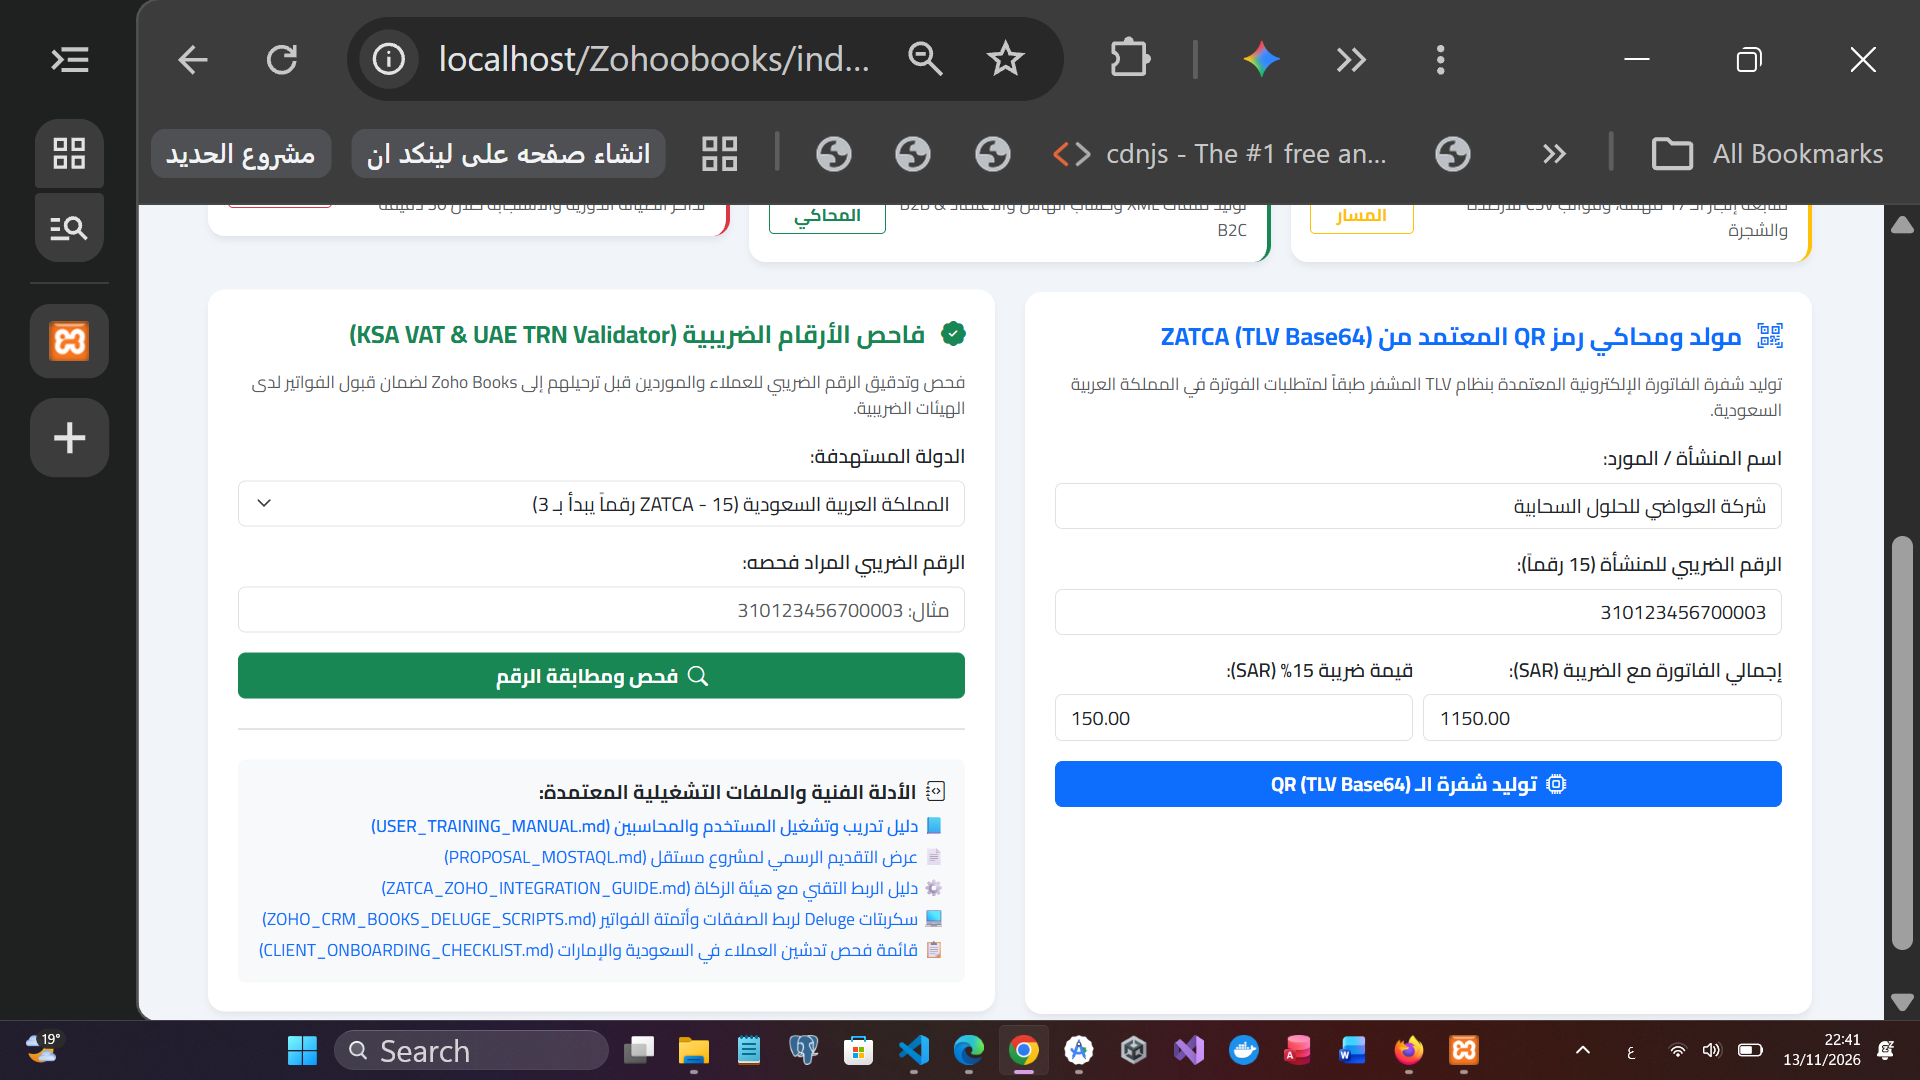 localhost/Zohoobooks/ind...
مشروع الحديد
انشاء صفحه على لينكد ان
cdnjs - The #1 free an...
All Bookmarks
المسار
والشجرة
المحاكي
B2C
مولد ومحاكي رمز QR المعتمد من ZATCA (TLV Base64)
توليد شفرة الفاتورة الإلكترونية المعتمدة بنظام TLV المشفر طبقاً لمتطلبات الفوترة في المملكة العربية
السعودية.
اسم المنشأة / المورد:
شركة العواضي للحلول السحابية
الرقم الضريبي للمنشأة (15 رقماً):
310123456700003
إجمالي الفاتورة مع الضريبة (SAR):
قيمة ضريبة 15% (SAR):
1150.00
150.00
توليد شفرة الـ QR (TLV Base64)
فاحص الأرقام الضريبية (KSA VAT & UAE TRN Validator)
فحص وتدقيق الرقم الضريبي للعملاء والموردين قبل ترحيلهم إلى Zoho Books لضمان قبول الفواتير لدى
الهيئات الضريبية.
الدولة المستهدفة:
المملكة العربية السعودية (ZATCA - 15 رقماً يبدأ بـ 3)
الرقم الضريبي المراد فحصه:
مثال: 310123456700003
فحص ومطابقة الرقم
الأدلة الفنية والملفات التشغيلية المعتمدة:
دليل تدريب وتشغيل المستخدم والمحاسبين (USER_TRAINING_MANUAL.md)
عرض التقديم الرسمي لمشروع مستقل (PROPOSAL_MOSTAQL.md)
دليل الربط التقني مع هيئة الزكاة (ZATCA_ZOHO_INTEGRATION_GUIDE.md)
سكربتات Deluge لربط الصفقات وأتمتة الفواتير (ZOHO_CRM_BOOKS_DELUGE_SCRIPTS.md)
قائمة فحص تدشين العملاء في السعودية والإمارات (CLIENT_ONBOARDING_CHECKLIST.md)
19°
Search
ع
22:41
13/11/2026